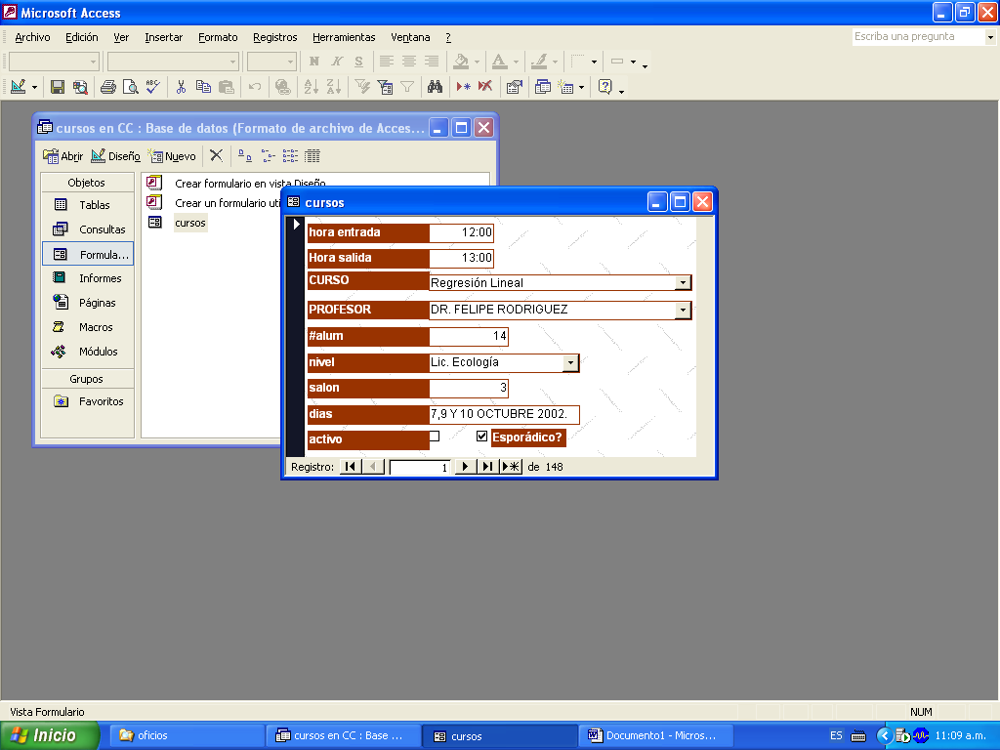 Microsoft Access
Archivo Edición Ver Insertar Formato Registros Herramientas Ventana ? Escriba una pregunta
N K S
cursos en CC : Base de datos (Formato de archivo de Acces...
Abrir Diseño Nuevo
Objetos
Tablas
Consultas
Formula...
Informes
Páginas
Macros
Módulos
Grupos
Favoritos
Crear formulario en vista Diseño
Crear un formulario uti
cursos
cursos
hora entrada 12:00
Hora salida 13:00
CURSO Regresión Lineal
PROFESOR DR. FELIPE RODRIGUEZ
#alum 14
nivel Lic. Ecología
salon 3
dias 7,9 Y 10 OCTUBRE 2002.
activo Esporádico?
Registro: 1 de 148
Vista Formulario NUM
Inicio oficios cursos en CC : Base ... cursos Documento1 - Micros... ES 11:09 a.m.